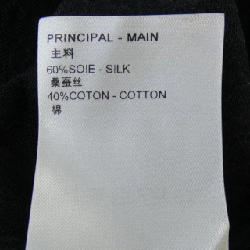 PRINCIPAL - MAIN
主料
60%SOIE - SILK
桑蚕丝
40%COTON - COTTON
棉